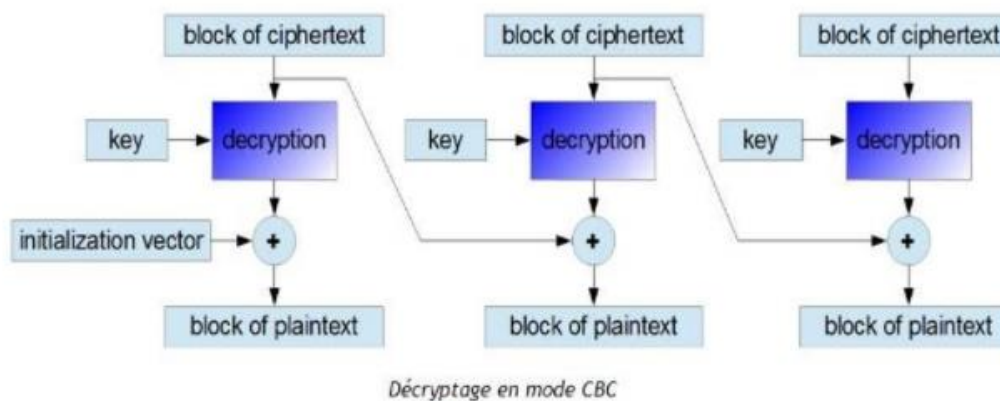 block of ciphertext block of ciphertext block of ciphertext
key decryption key decryption key decryption
initialization vector + + +
block of plaintext block of plaintext block of plaintext
Décryptage en mode CBC